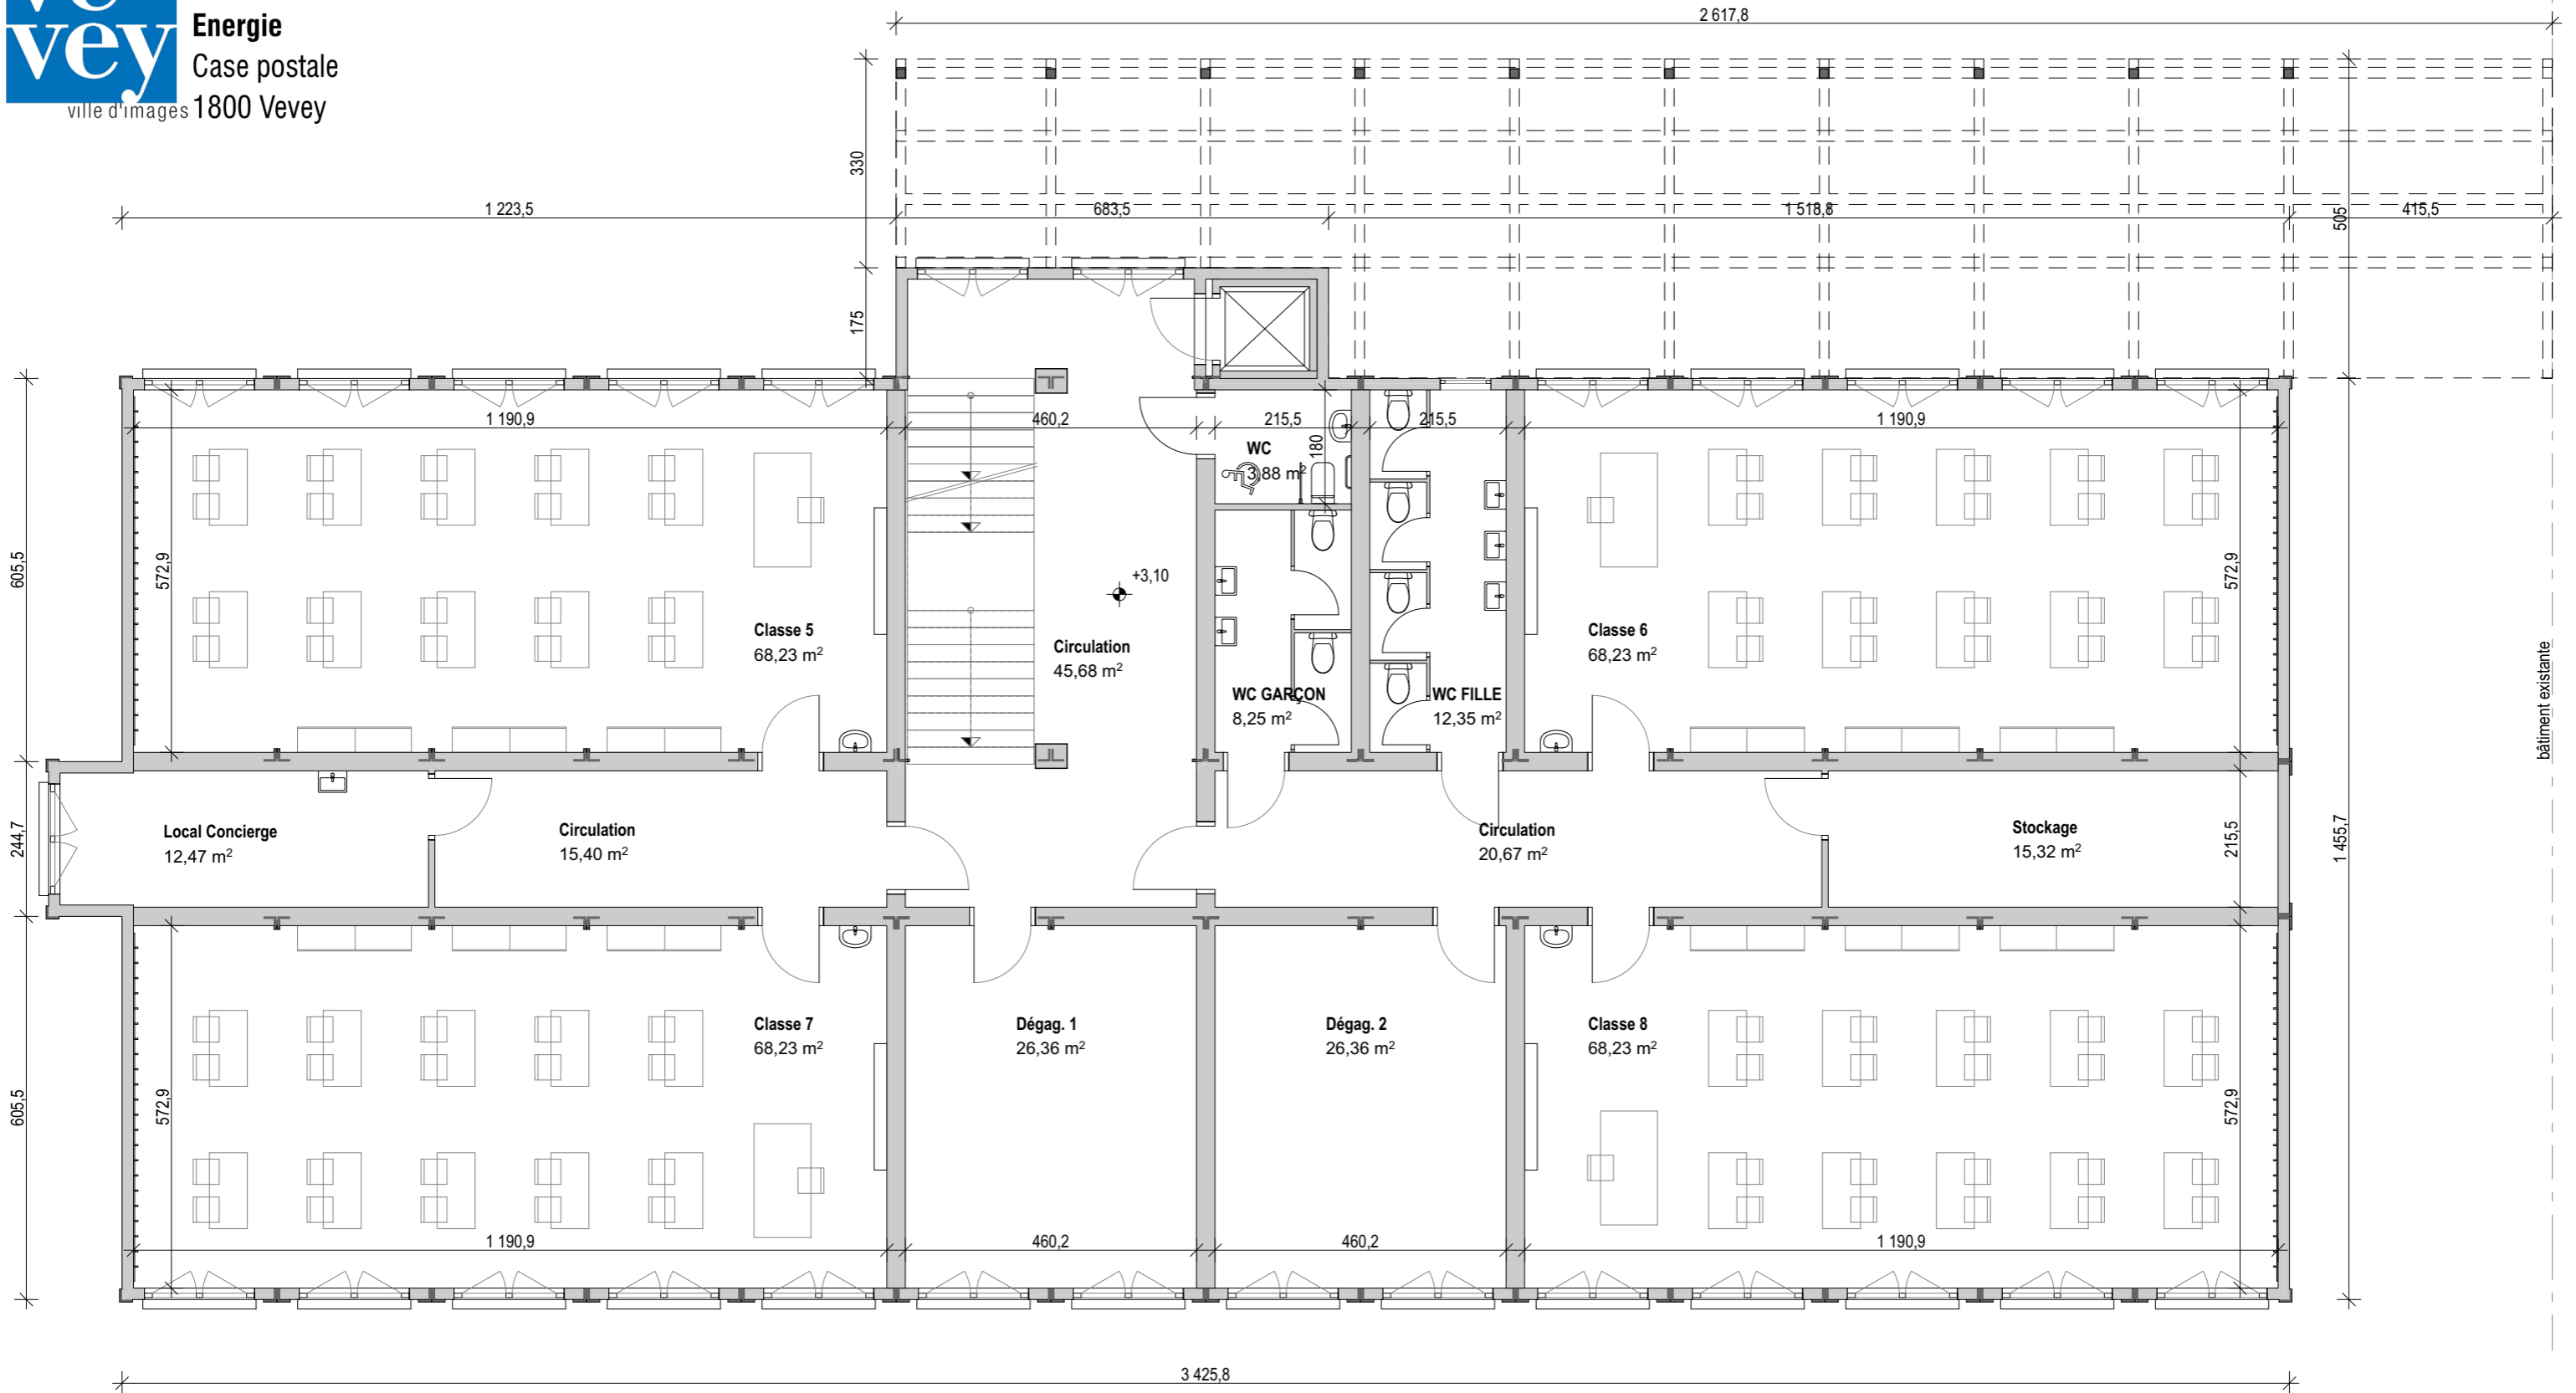 ve
vey
ville d'images
Energie
Case postale
1800 Vevey
2 617,8
330
1 223,5
683,5
1 518,8
505
415,5
175
1 190,9
460,2
215,5
215,5
1 190,9
WC
3,88 m²
180
605,5
572,9
+3,10
572,9
Classe 5
68,23 m²
Circulation
45,68 m²
WC GARÇON
8,25 m²
WC FILLE
12,35 m²
Classe 6
68,23 m²
bâtiment existante
244,7
Local Concierge
12,47 m²
Circulation
15,40 m²
Circulation
20,67 m²
Stockage
15,32 m²
215,5
1 455,7
605,5
572,9
Classe 7
68,23 m²
Dégag. 1
26,36 m²
Dégag. 2
26,36 m²
Classe 8
68,23 m²
572,9
1 190,9
460,2
460,2
1 190,9
3 425,8